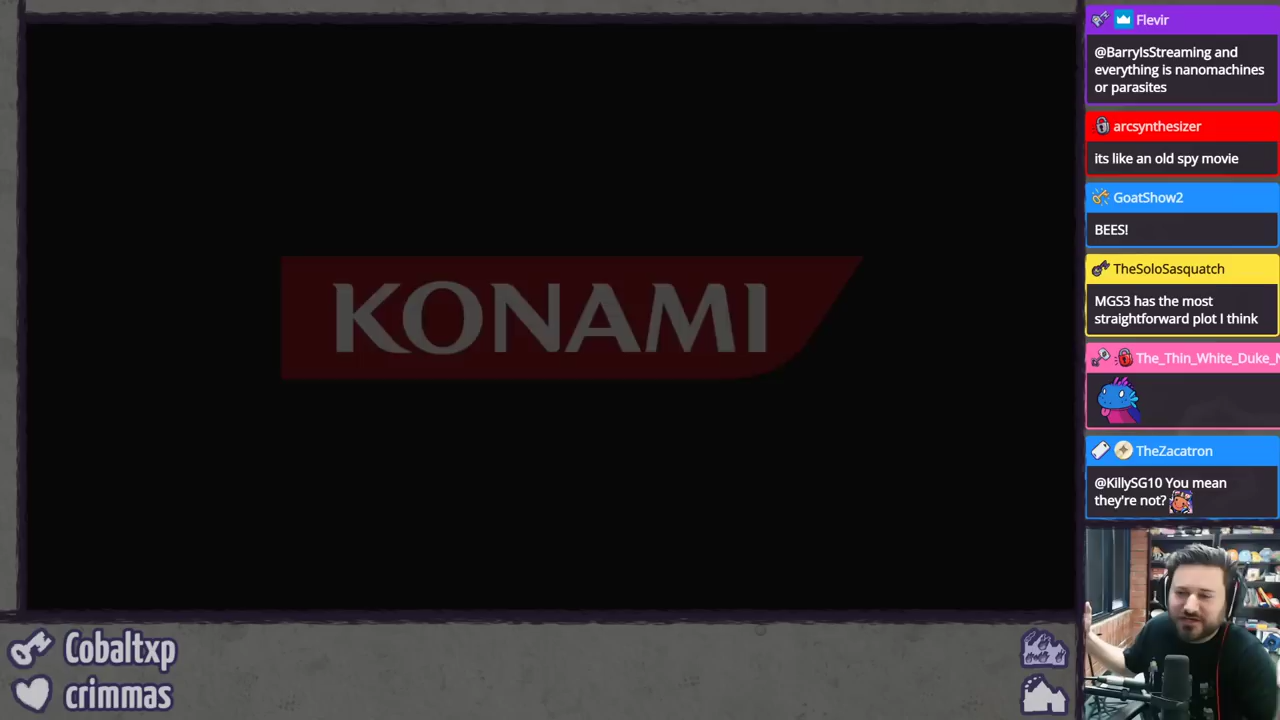 KONAMI
Flevir
@BarryIsStreaming and
everything is nanomachines
or parasites
arcsynthesizer
its like an old spy movie
GoatShow2
BEES!
TheSoloSasquatch
MGS3 has the most
straightforward plot I think
The_Thin_White_Duke_
TheZacatron
@KillySG10 You mean
they're not?
Cobaltxp
crimmas